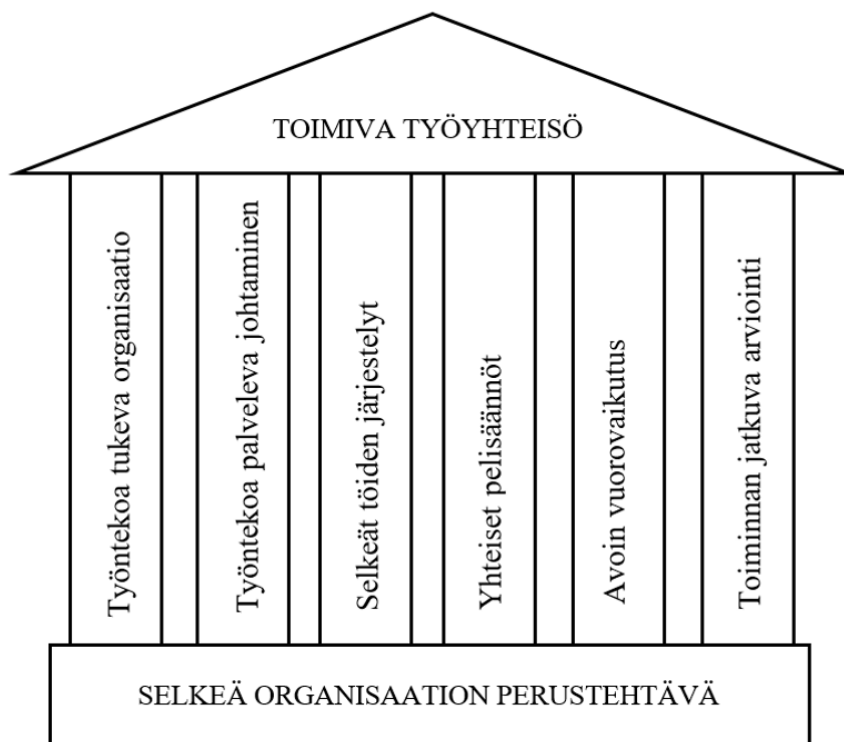 TOIMIVA TYÖYHTEISÖ
Työntekoa tukeva organisaatio
Työntekoa palveleva johtaminen
Selkeät töiden järjestelyt
Yhteiset pelisäännöt
Avoin vuorovaikutus
Toiminnan jatkuva arviointi
SELKEÄ ORGANISAATION PERUSTEHTÄVÄ